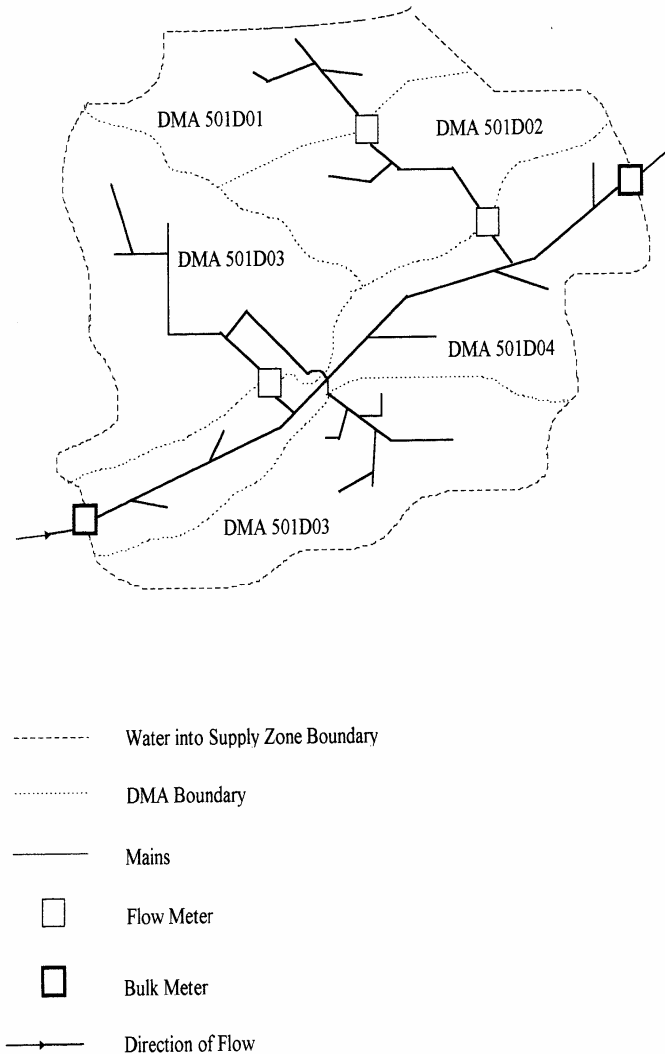 DMA 501D01
DMA 501D02
DMA 501D03
DMA 501D04
DMA 501D03
Water into Supply Zone Boundary
DMA Boundary
Mains
Flow Meter
Bulk Meter
Direction of Flow